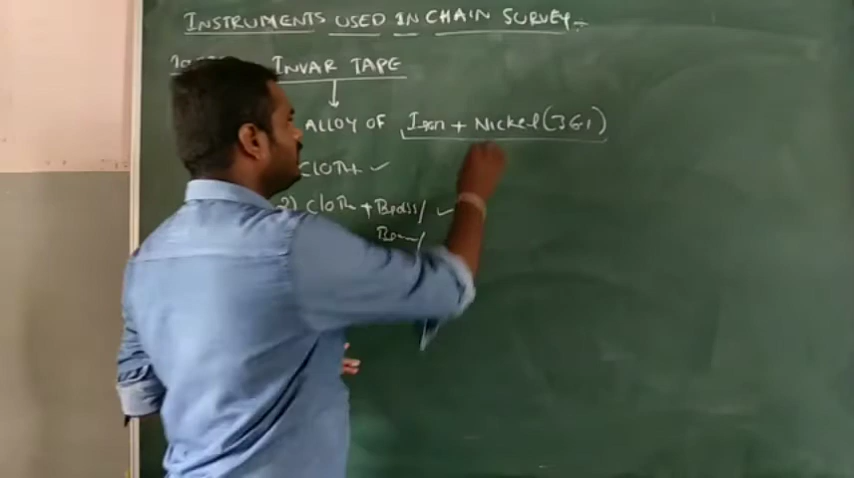 INSTRUMENTS USED IN CHAIN SURVEY:-
INVAR TAPE
ALLOY OF Iron + Nickel (36%)
CLOTH ✓
2) CLOTH + Brass/ ✓